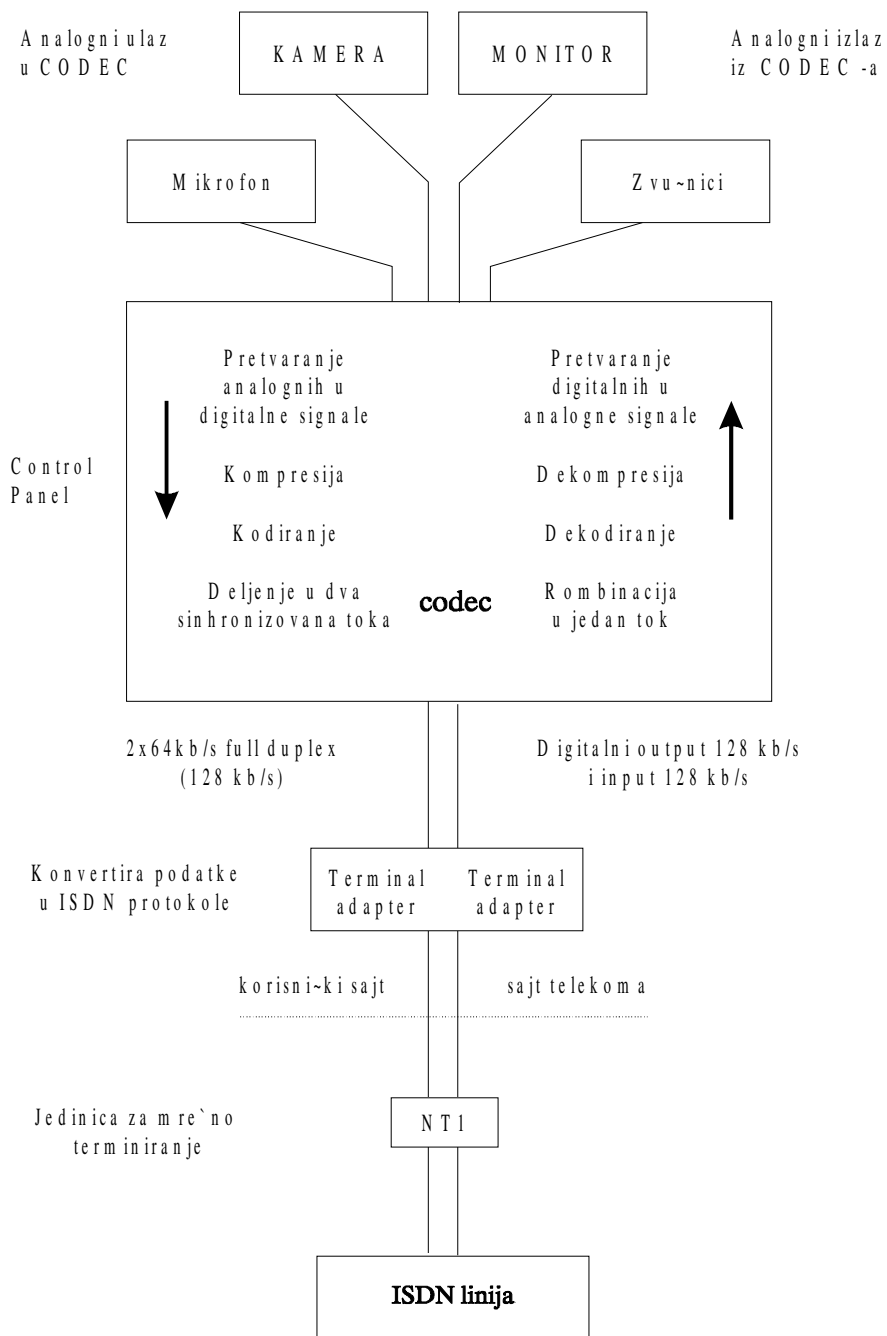 Analogni ulaz
u CODEC
KAMERA
MONITOR
Analogni izlaz
iz CODEC -a
Mikrofon
Zvu~nici
Pretvaranje
analognih u
digitalne signale
Pretvaranje
digitalnih u
analogne signale
Control
Panel
Kompresija
Dekompresija
Kodiranje
Dekodiranje
Deljenje u dva
sinhronizovana toka
codec
Rombinacija
u jedan tok
2x64kb/s full duplex
(128 kb/s)
Digitalni output 128 kb/s
i input 128 kb/s
Konvertira podatke
u ISDN protokole
Terminal
adapter
Terminal
adapter
korisni~ki sajt
sajt telekoma
Jedinica za mre`no
terminiranje
NT1
ISDN linija